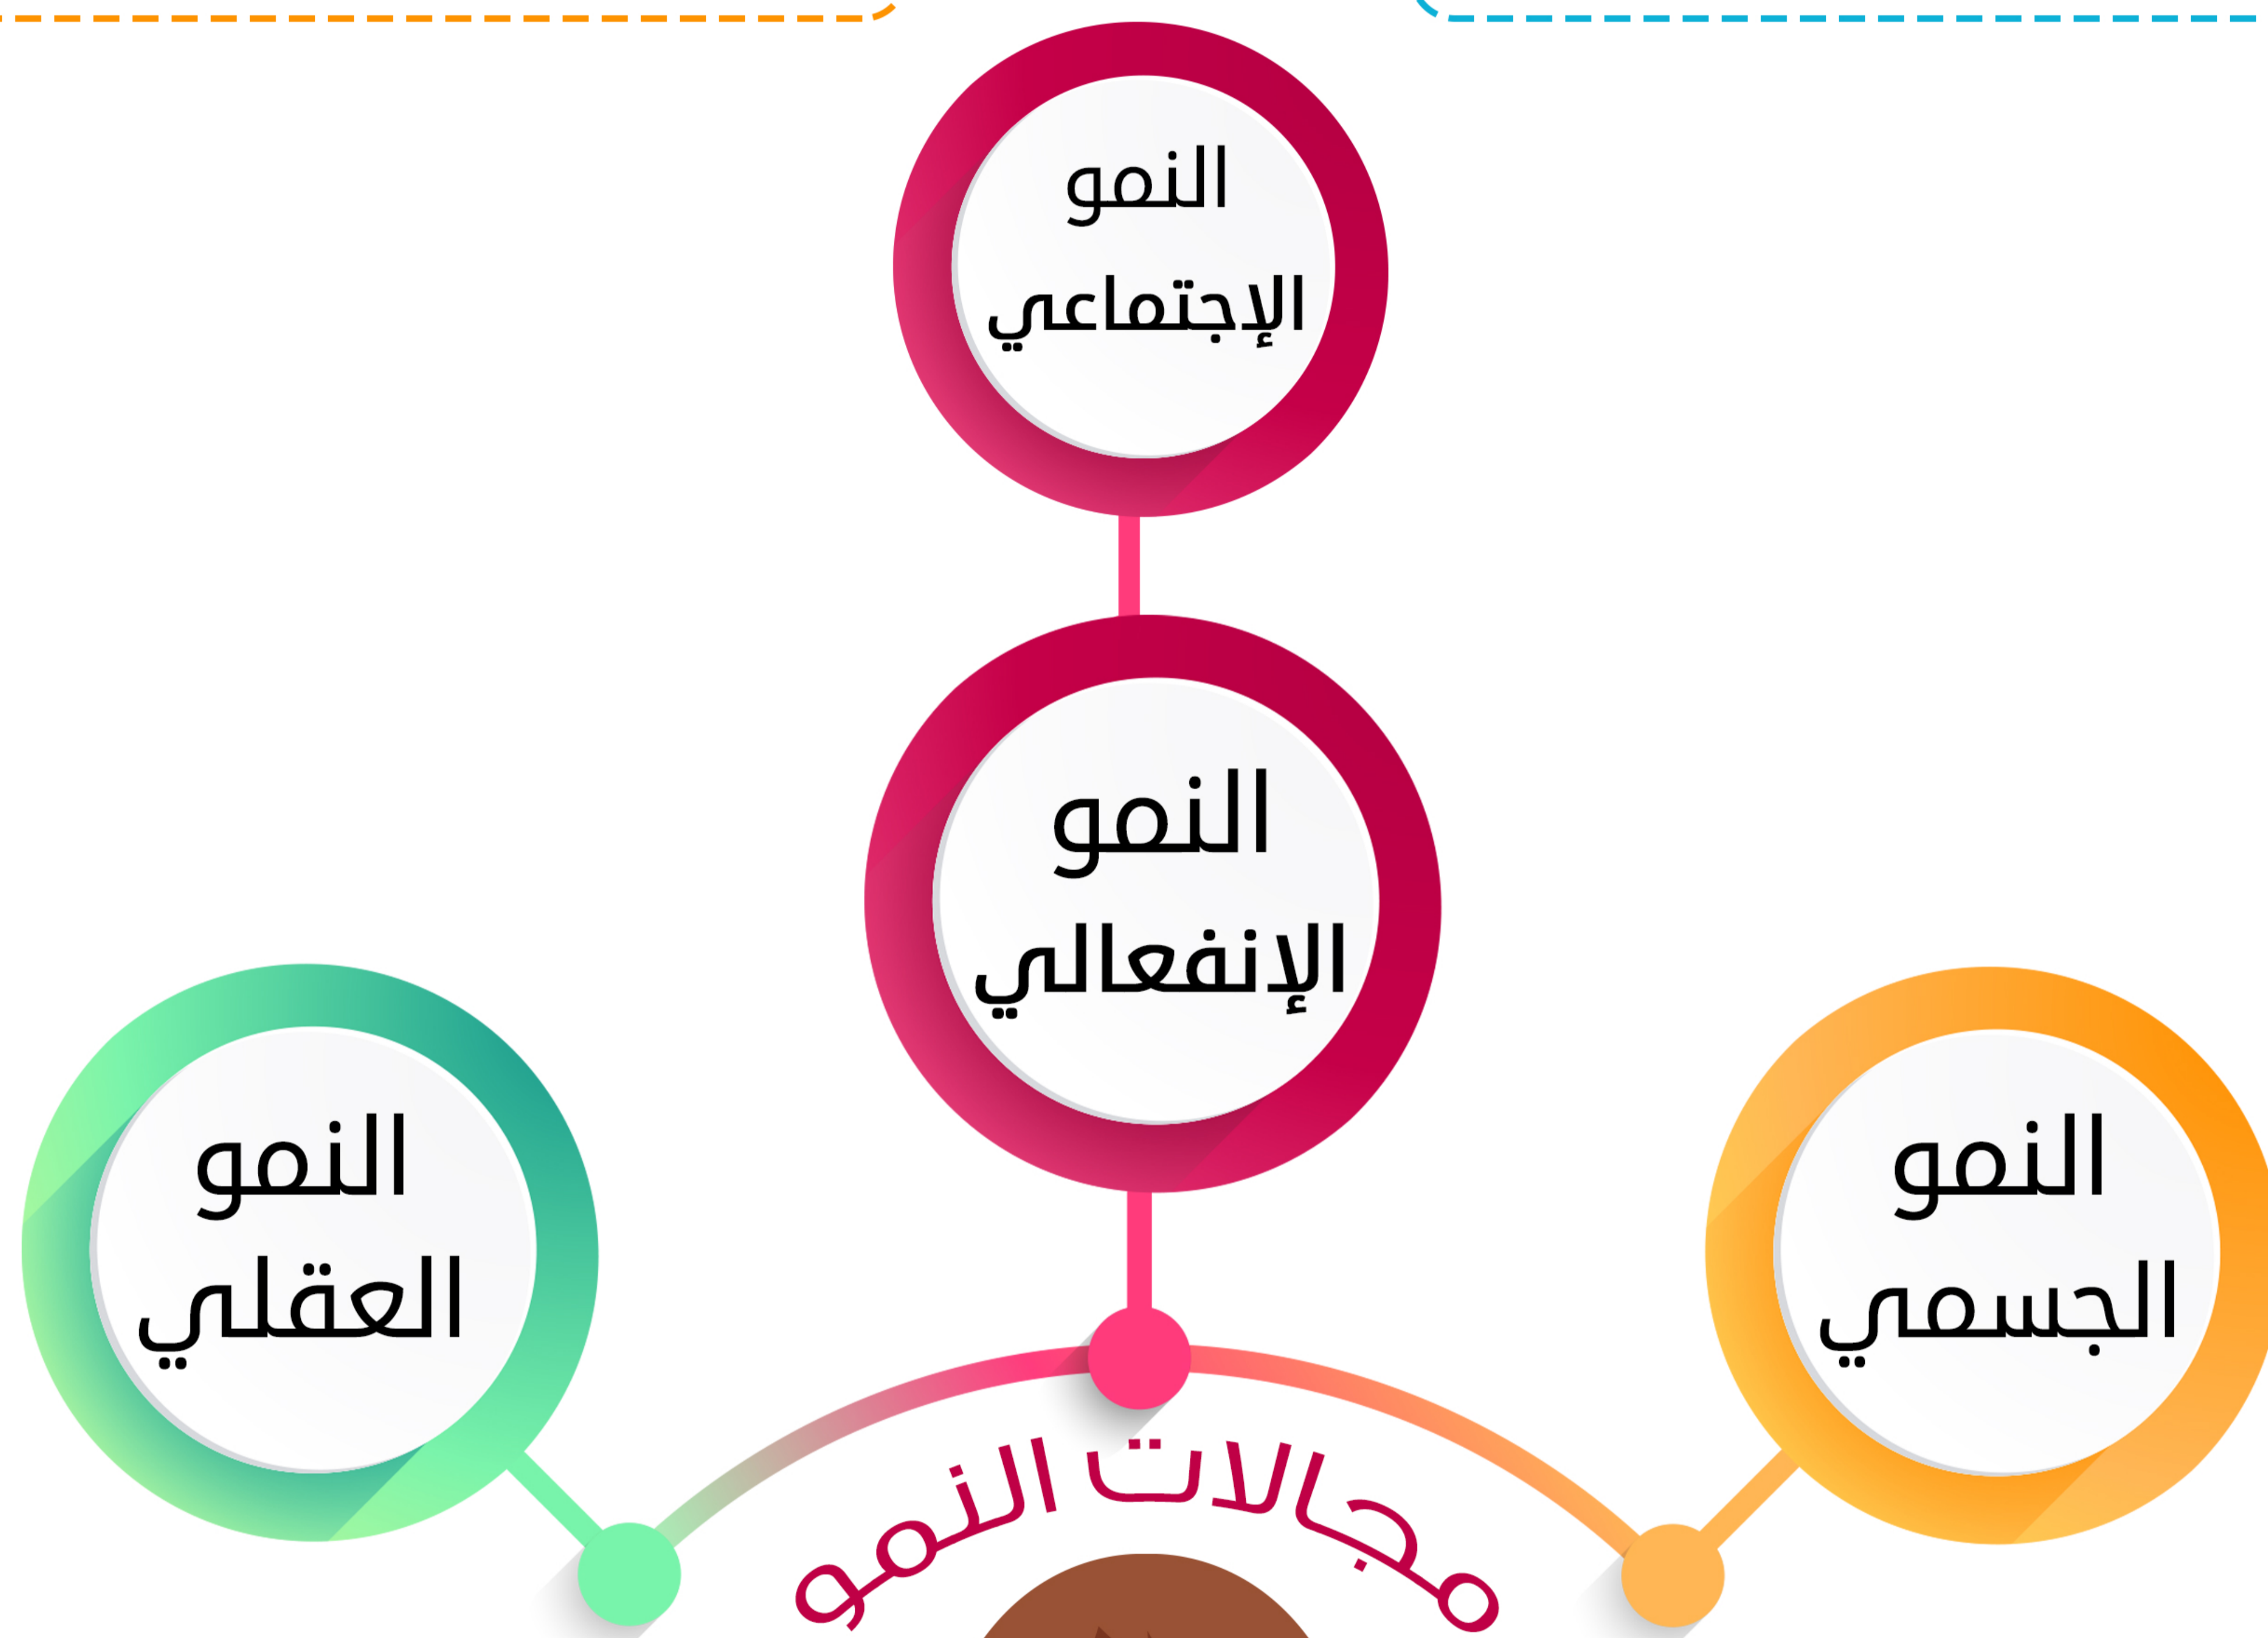 النمو
الإجتماعي
النمو
الإنفعالي
النمو
الجسمي
النمو
العقلي
مجالات النمو